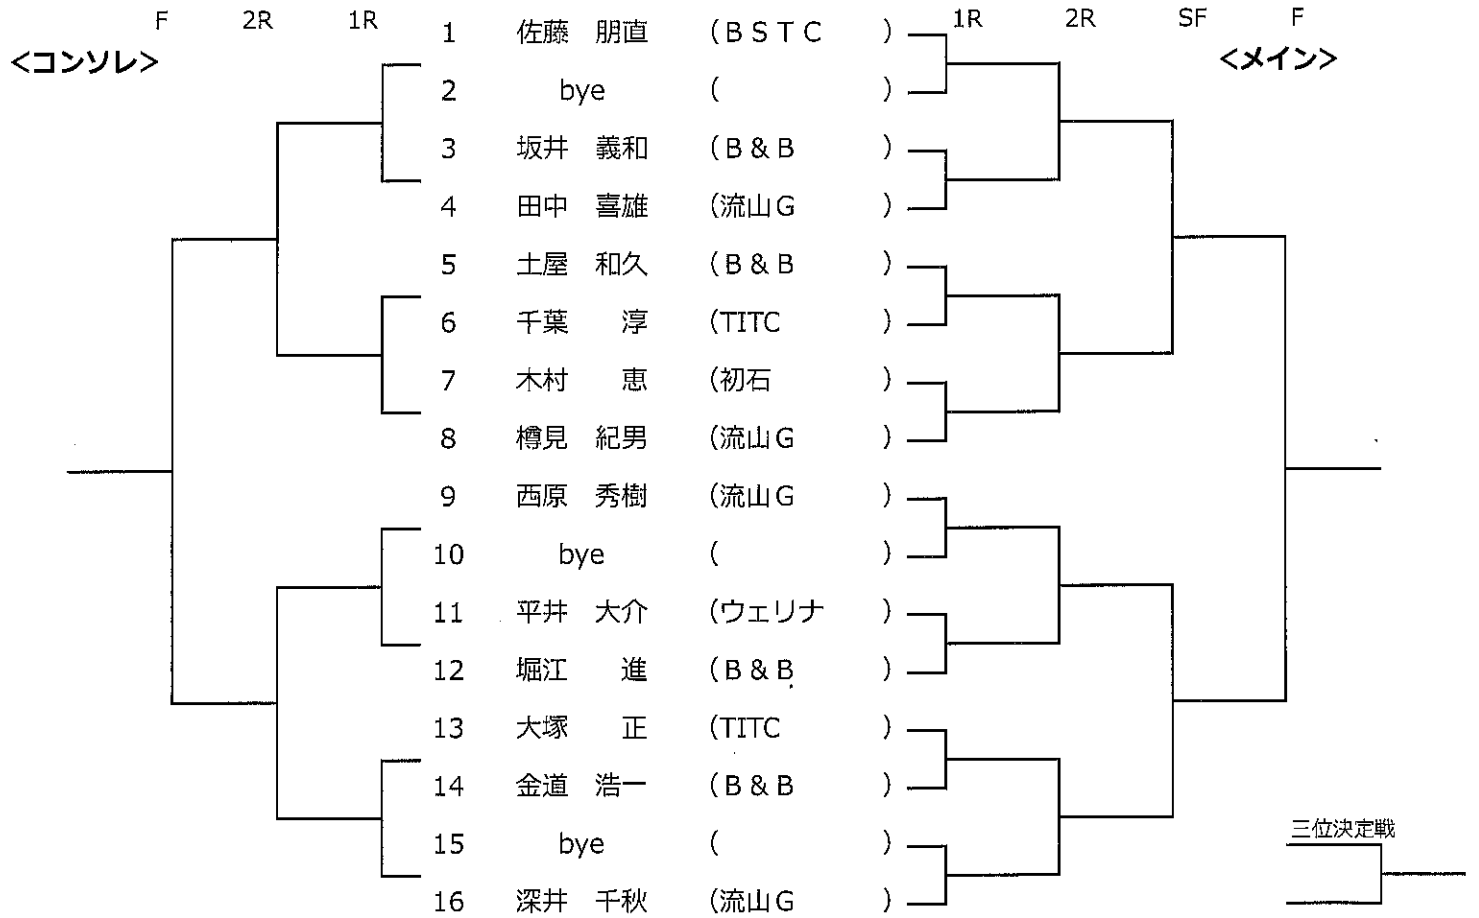 F 2R 1R 1R 2R SF F
<コンソレ> <メイン>
1 佐藤 朋直 (BSTC )
2 bye ( )
3 坂井 義和 (B&B )
4 田中 喜雄 (流山G )
5 土屋 和久 (B&B )
6 千葉 淳 (TITC )
7 木村 恵 (初石 )
8 樽見 紀男 (流山G )
9 西原 秀樹 (流山G )
10 bye ( )
11 平井 大介 (ウェリナ )
12 堀江 進 (B&B )
13 大塚 正 (TITC )
14 金道 浩一 (B&B )
15 bye ( )
16 深井 千秋 (流山G )
三位決定戦